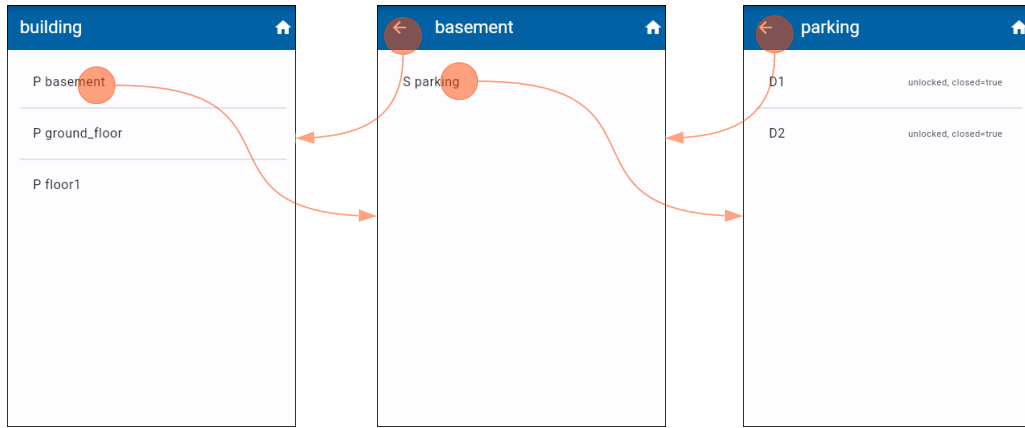 building
P basement
P ground_floor
P floor1
basement
S parking
parking
D1 unlocked, closed=true
D2 unlocked, closed=true